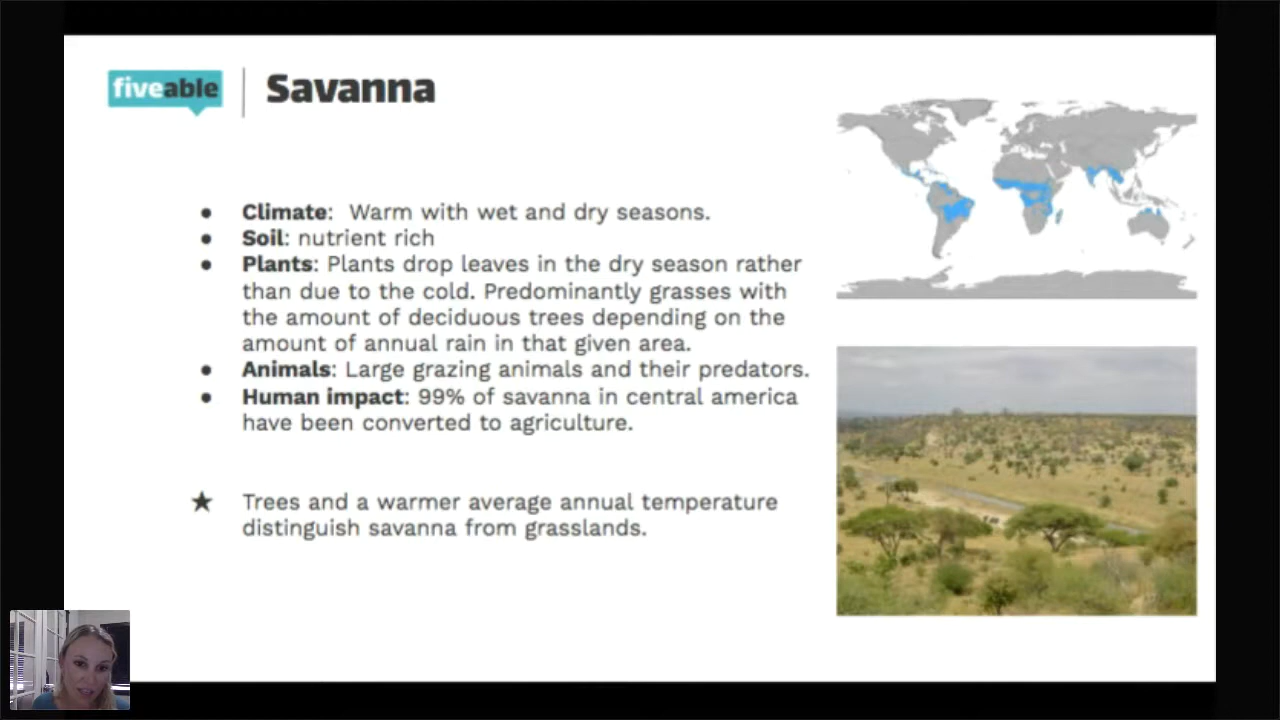 fiveable
Savanna
● Climate: Warm with wet and dry seasons.
● Soil: nutrient rich
● Plants: Plants drop leaves in the dry season rather
than due to the cold. Predominantly grasses with
the amount of deciduous trees depending on the
amount of annual rain in that given area.
● Animals: Large grazing animals and their predators.
● Human impact: 99% of savanna in central america
have been converted to agriculture.
★ Trees and a warmer average annual temperature
distinguish savanna from grasslands.